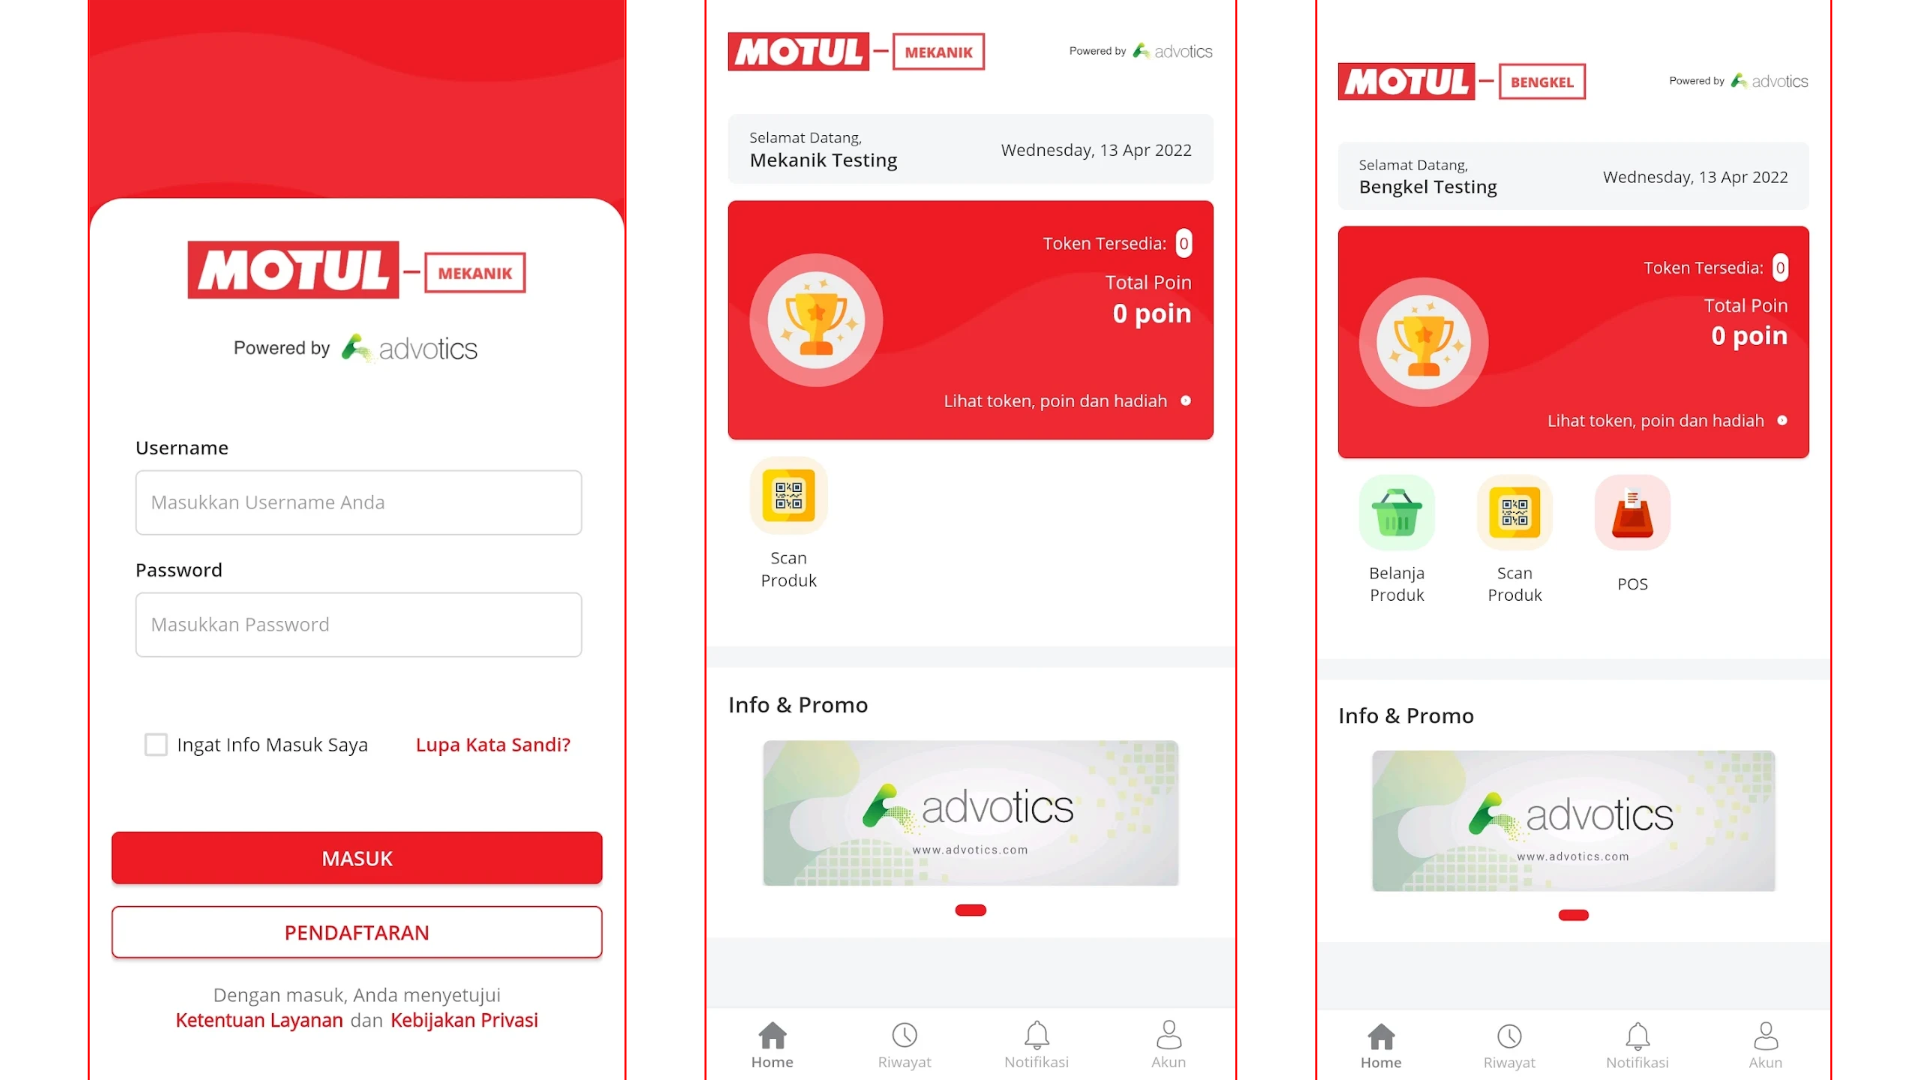 MOTUL - MEKANIK
Powered by advotics
Username
Masukkan Username Anda
Password
Masukkan Password
Ingat Info Masuk Saya
Lupa Kata Sandi?
MASUK
PENDAFTARAN
Dengan masuk, Anda menyetujui
Ketentuan Layanan dan Kebijakan Privasi
MOTUL - MEKANIK
Powered by advotics
Selamat Datang,
Mekanik Testing
Wednesday, 13 Apr 2022
Token Tersedia: 0
Total Poin
0 poin
Lihat token, poin dan hadiah
Scan
Produk
Info & Promo
advotics
www.advotics.com
Home
Riwayat
Notifikasi
Akun
MOTUL - BENGKEL
Powered by advotics
Selamat Datang,
Bengkel Testing
Wednesday, 13 Apr 2022
Token Tersedia: 0
Total Poin
0 poin
Lihat token, poin dan hadiah
Belanja
Produk
Scan
Produk
POS
Info & Promo
advotics
www.advotics.com
Home
Riwayat
Notifikasi
Akun